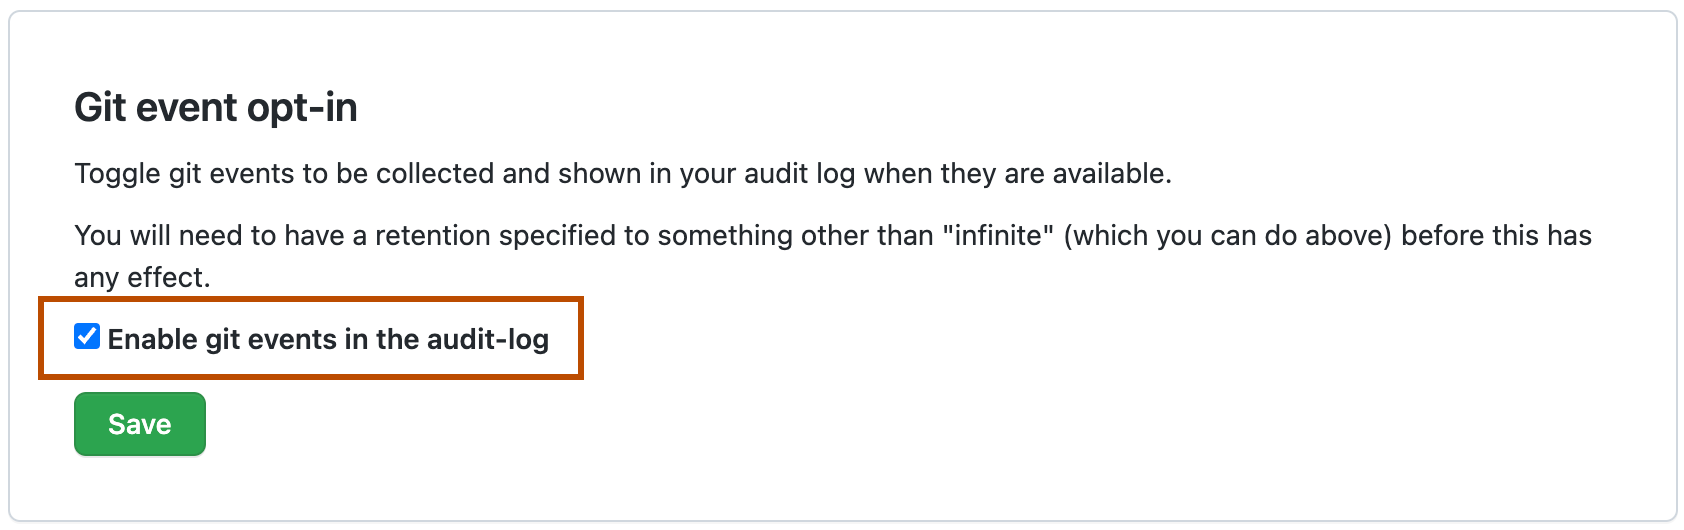 Git event opt-in
Toggle git events to be collected and shown in your audit log when they are available.
You will need to have a retention specified to something other than "infinite" (which you can do above) before this has
any effect.
Enable git events in the audit-log
Save